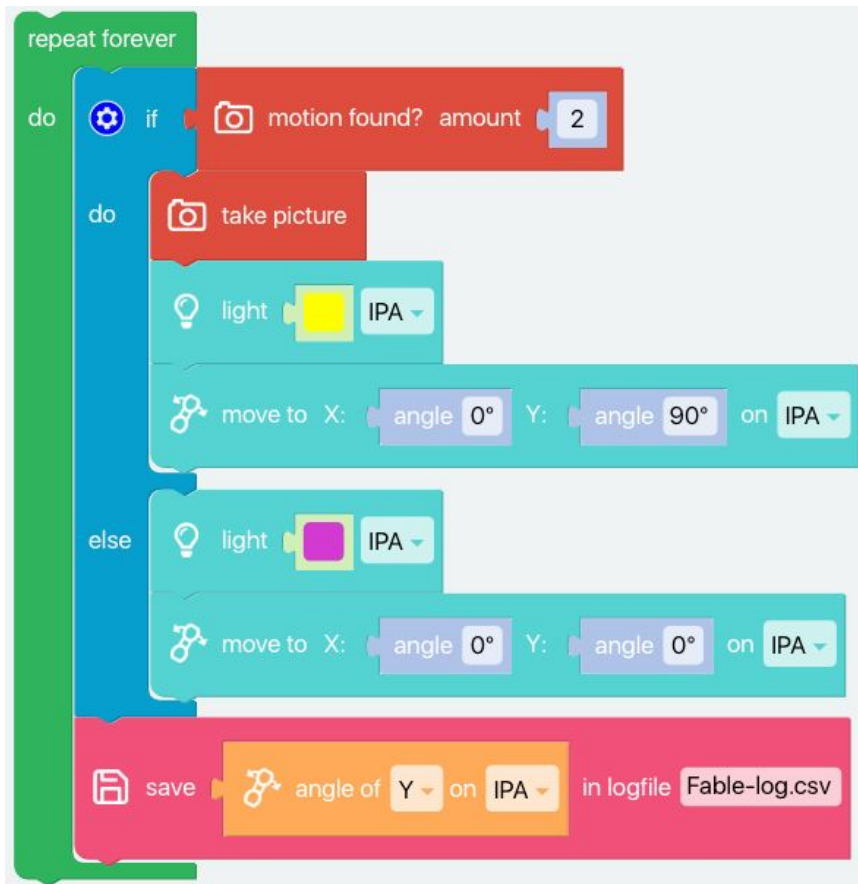 repeat forever
do if motion found? amount 2
do take picture
light IPA
move to X: angle 0° Y: angle 90° on IPA
else light IPA
move to X: angle 0° Y: angle 0° on IPA
save angle of Y on IPA in logfile Fable-log.csv